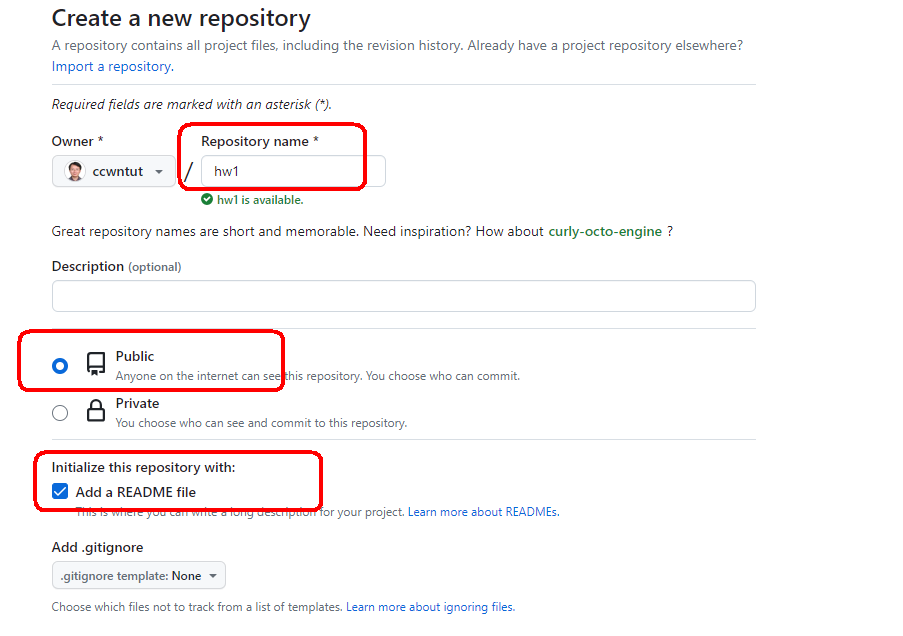 Create a new repository
A repository contains all project files, including the revision history. Already have a project repository elsewhere?
Import a repository.
Required fields are marked with an asterisk (*).
Owner * Repository name *
ccwntut / hw1
hw1 is available.
Great repository names are short and memorable. Need inspiration? How about curly-octo-engine ?
Description (optional)
Public
Anyone on the internet can see this repository. You choose who can commit.
Private
You choose who can see and commit to this repository.
Initialize this repository with:
Add a README file
This is where you can write a long description for your project. Learn more about READMEs.
Add .gitignore
.gitignore template: None
Choose which files not to track from a list of templates. Learn more about ignoring files.